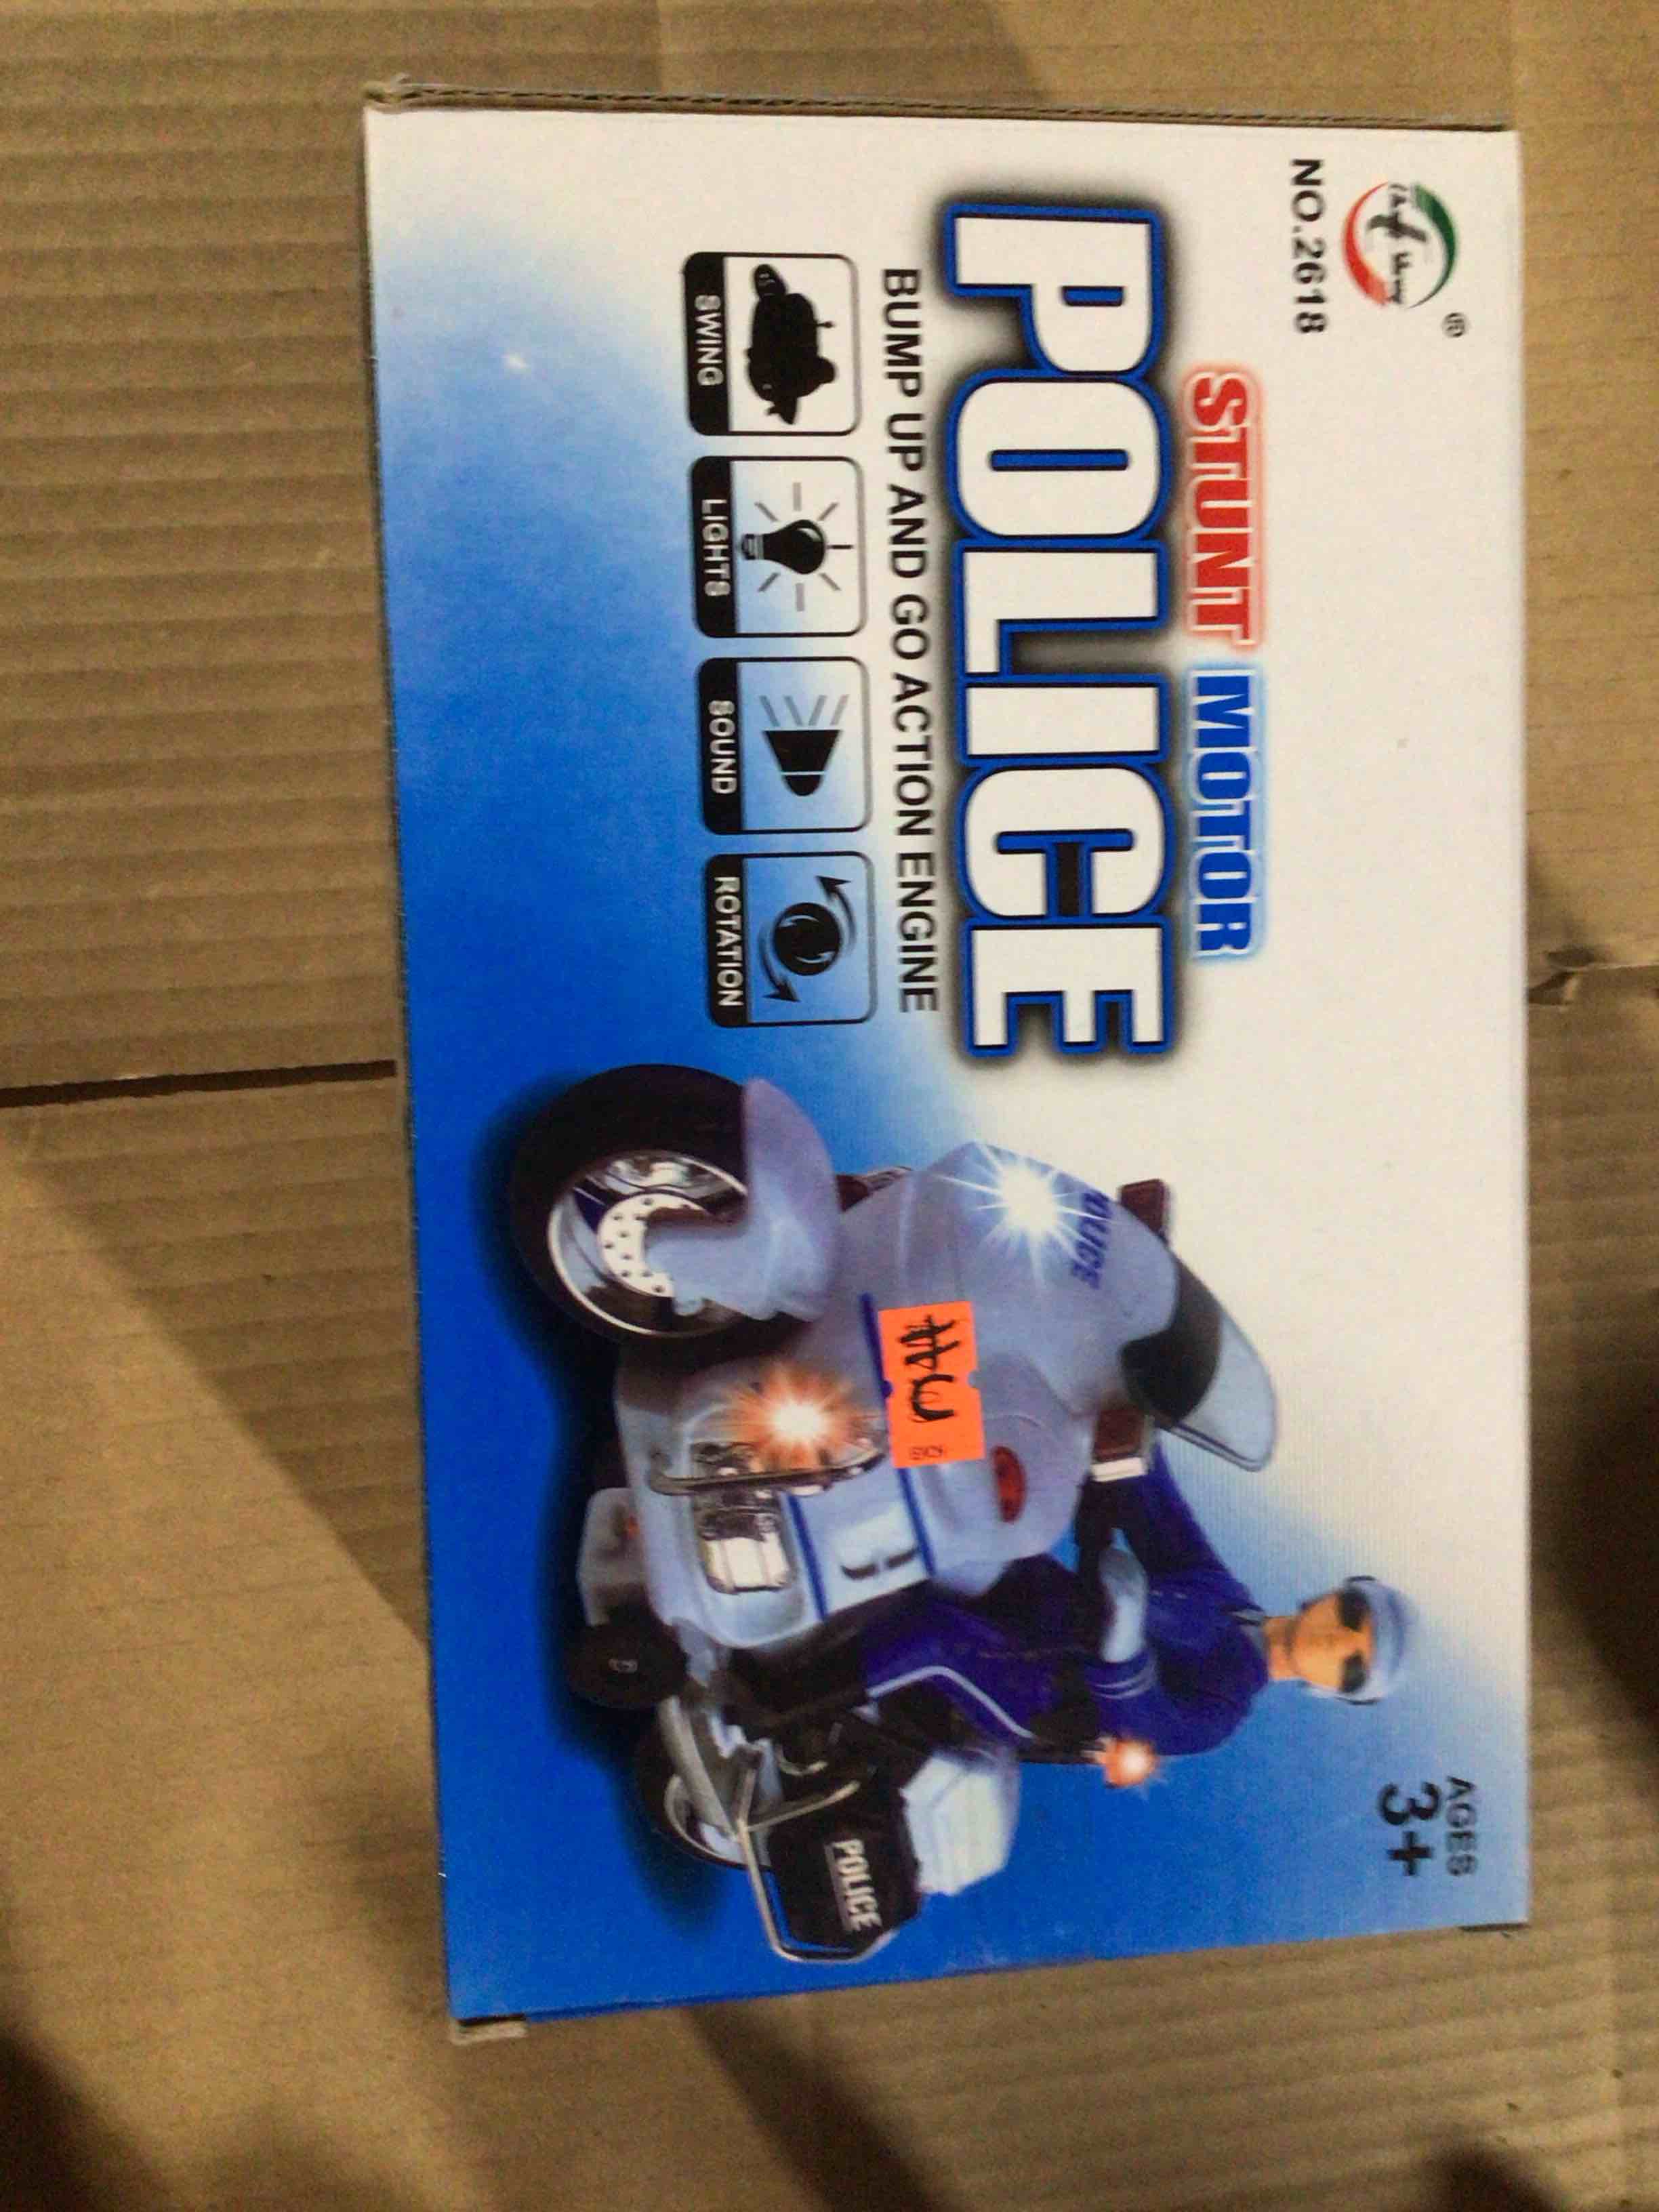 ®
NO.2618
STUNT MOTOR
POLICE
BUMP UP AND GO ACTION ENGINE
SWING
LIGHTS
SOUND
ROTATION
AGES
3+
POLICE
POLICE